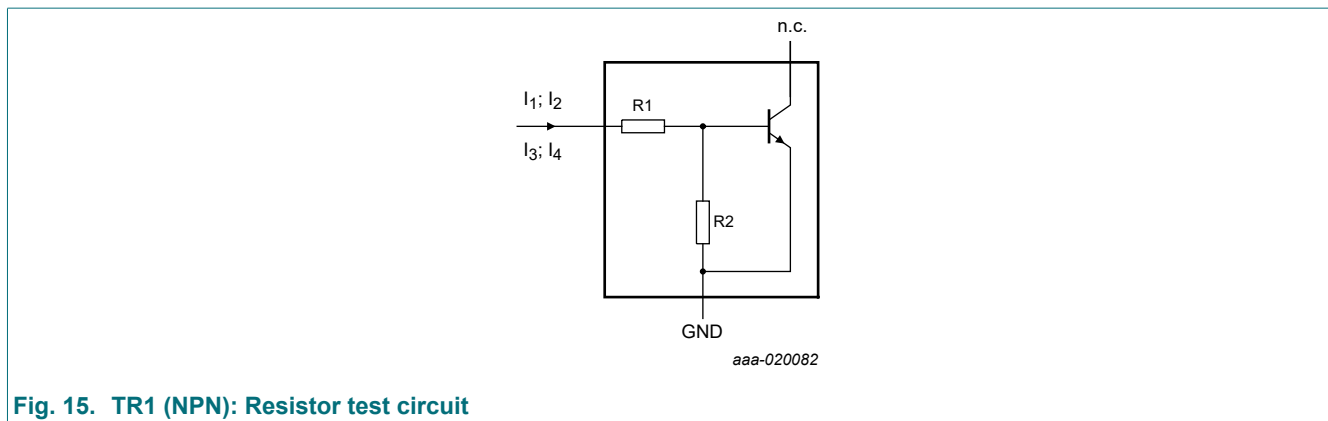 n.c.
I1; I2
R1
I3; I4
R2
GND
aaa-020082
Fig. 15. TR1 (NPN): Resistor test circuit